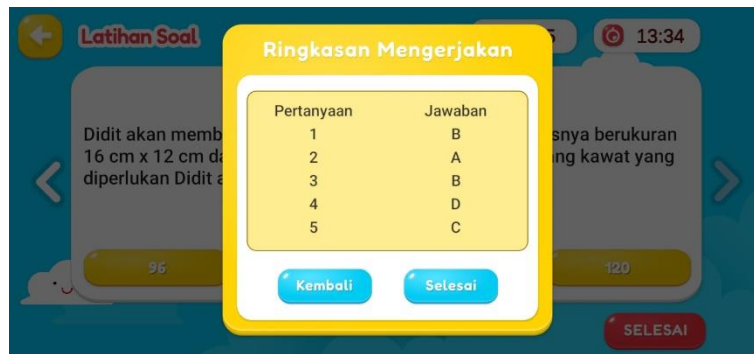 Latihan Soal
13:34
Ringkasan Mengerjakan
Pertanyaan Jawaban
1 B
2 A
3 B
4 D
5 C
Didit akan memb
snya berukuran
16 cm x 12 cm da
ng kawat yang
diperlukan Didit a
96
120
Kembali Selesai
SELESAI